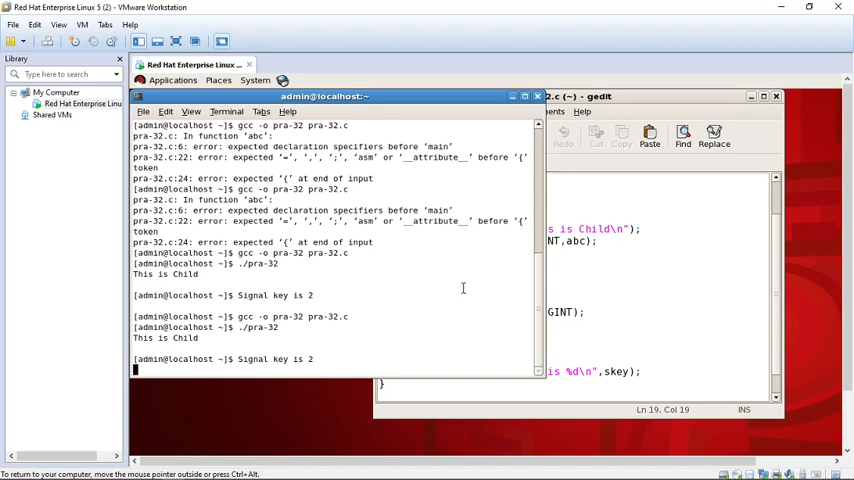 Red Hat Enterprise Linux 5 (2) - VMware Workstation
File Edit View VM Tabs Help
Library
Type here to search
My Computer
Red Hat Enterprise Linu
Shared VMs
Red Hat Enterprise Linux ...
Applications Places System
admin@localhost:~
.c (~) - gedit
File Edit View Terminal Tabs Help
ments Help
Undo Redo Cut Copy Paste Find Replace
[admin@localhost ~]$ gcc -o pra-32 pra-32.c
pra-32.c: In function ‘abc’:
pra-32.c:6: error: expected declaration specifiers before ‘main’
pra-32.c:22: error: expected ‘=’, ‘,’, ‘;’, ‘asm’ or ‘__attribute__’ before ‘{’
token
pra-32.c:24: error: expected ‘{’ at end of input
[admin@localhost ~]$ gcc -o pra-32 pra-32.c
pra-32.c: In function ‘abc’:
pra-32.c:6: error: expected declaration specifiers before ‘main’
pra-32.c:22: error: expected ‘=’, ‘,’, ‘;’, ‘asm’ or ‘__attribute__’ before ‘{’
token
pra-32.c:24: error: expected ‘{’ at end of input
[admin@localhost ~]$ gcc -o pra-32 pra-32.c
[admin@localhost ~]$ ./pra-32
This is Child
[admin@localhost ~]$ Signal key is 2
[admin@localhost ~]$ gcc -o pra-32 pra-32.c
[admin@localhost ~]$ ./pra-32
This is Child
[admin@localhost ~]$ Signal key is 2
s is Child\n");
NT,abc);
GINT);
is %d\n",skey);
}
Ln 19, Col 19 INS
To return to your computer, move the mouse pointer outside or press Ctrl+Alt.